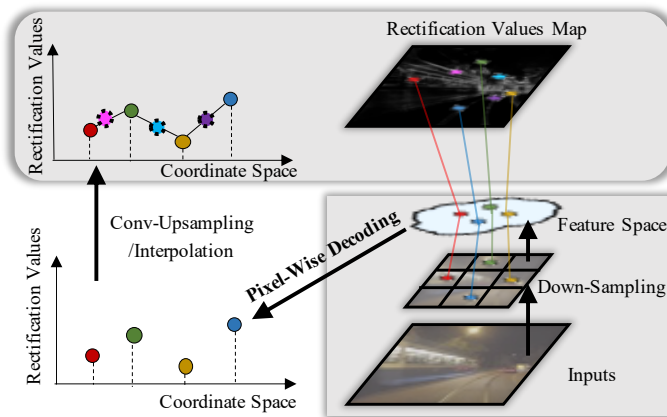 Rectification Values Map
Rectification Values
Coordinate Space
Conv-Upsampling
/Interpolation
Pixel-Wise Decoding
Feature Space
Down-Sampling
Inputs
Rectification Values
Coordinate Space